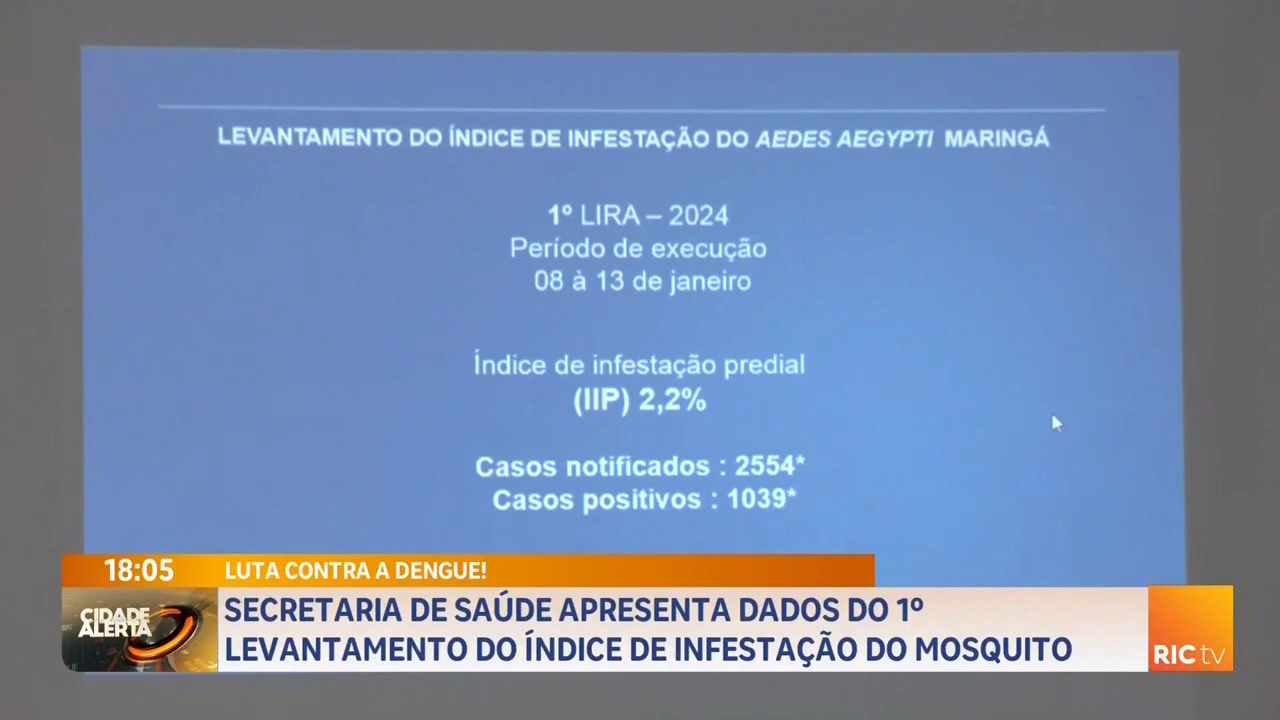 LEVANTAMENTO DO ÍNDICE DE INFESTAÇÃO DO AEDES AEGYPTI MARINGÁ
1º LIRA – 2024
Período de execução
08 à 13 de janeiro
Índice de infestação predial
(IIP) 2,2%
Casos notificados : 2554*
Casos positivos : 1039*
18:05 LUTA CONTRA A DENGUE!
CIDADE
ALERTA
SECRETARIA DE SAÚDE APRESENTA DADOS DO 1º
LEVANTAMENTO DO ÍNDICE DE INFESTAÇÃO DO MOSQUITO
RIC tv